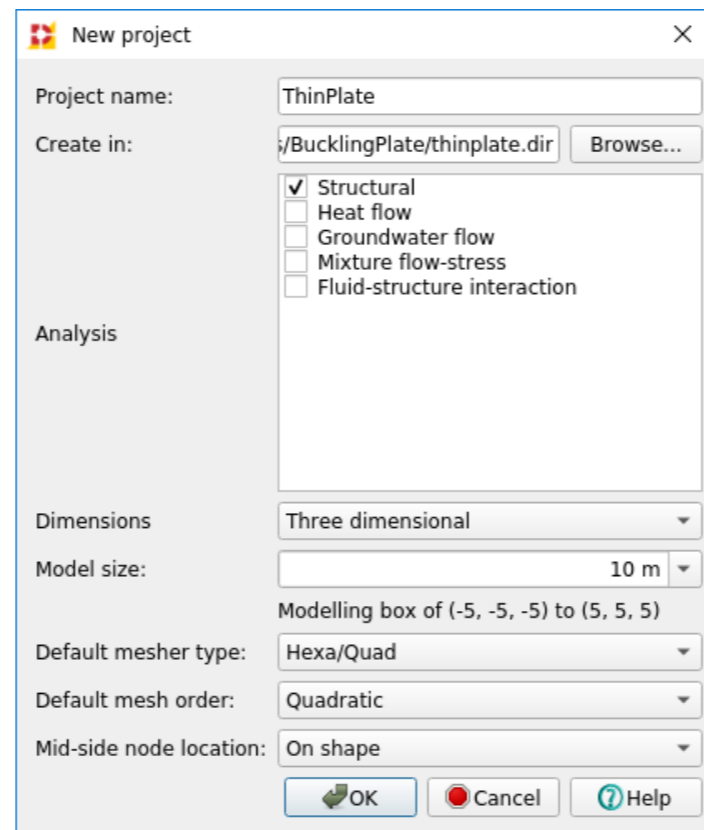 New project
Project name: ThinPlate
Create in: s/BucklingPlate/thinplate.dir Browse...
Structural
Heat flow
Groundwater flow
Mixture flow-stress
Fluid-structure interaction
Analysis
Dimensions Three dimensional
Model size: 10 m
Modelling box of (-5, -5, -5) to (5, 5, 5)
Default mesher type: Hexa/Quad
Default mesh order: Quadratic
Mid-side node location: On shape
OK Cancel Help